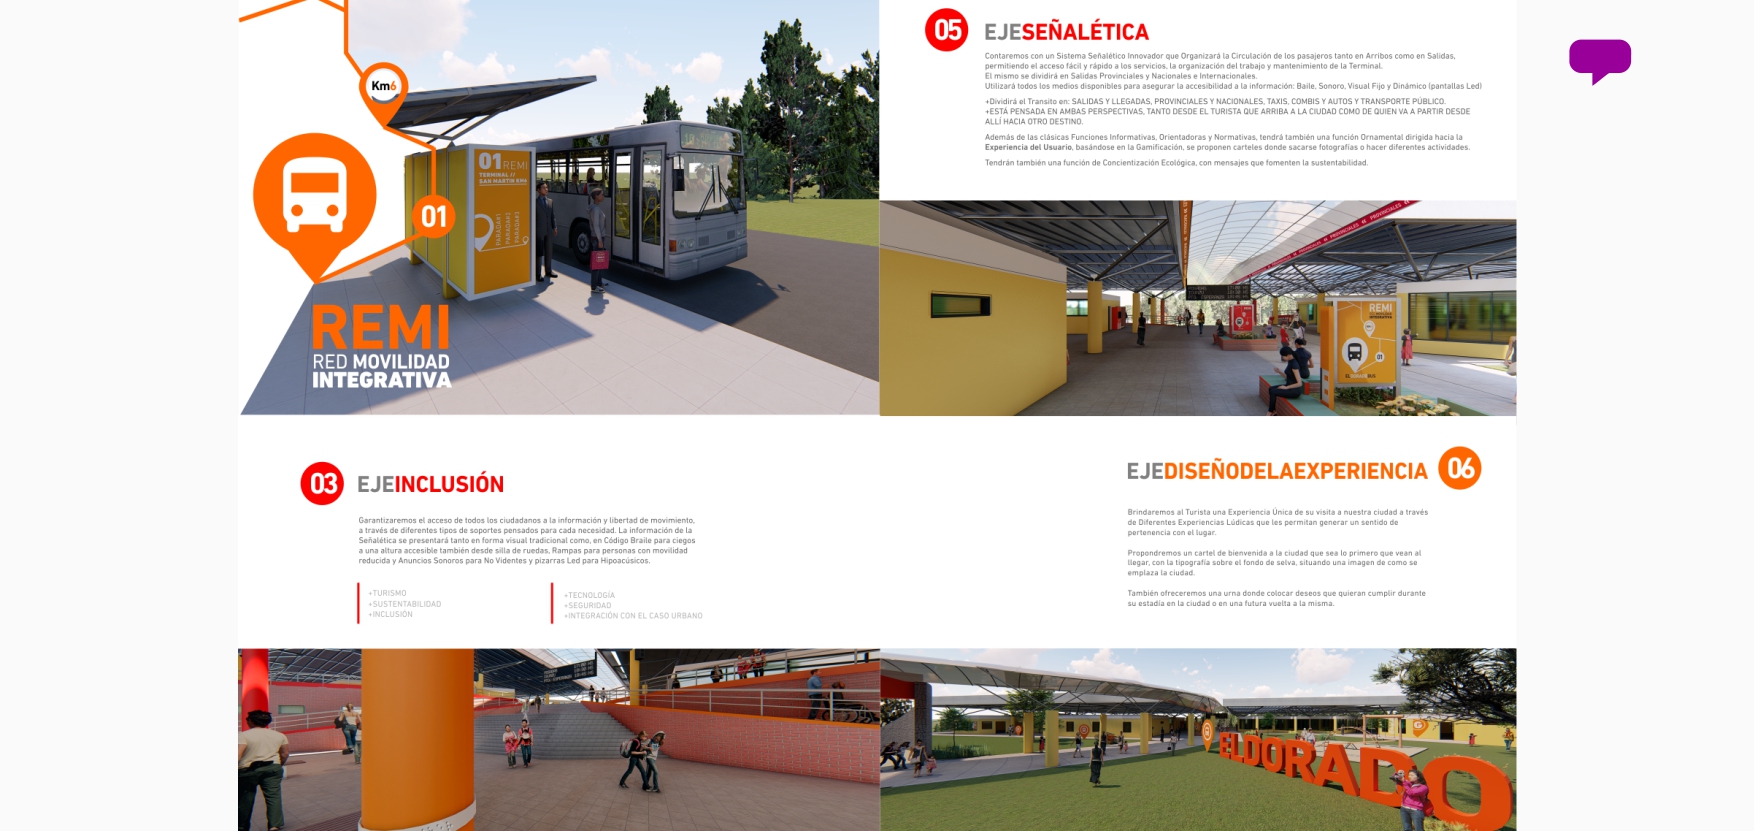 Km6
01
01 REMI
TERMINAL //
SAN MARTÍN KM6
PARADA#1
PARADA#2
PARADA#3
REMI
RED MOVILIDAD
INTEGRATIVA
05
EJESEÑALÉTICA
Contaremos con un Sistema Señalético Innovador que Organizará la Circulación de los pasajeros tanto en Arribos como en Salidas,
permitiendo el acceso fácil y rápido a los servicios, la organización del trabajo y mantenimiento de la Terminal.
El mismo se dividirá en Salidas Provinciales y Nacionales e Internacionales.
Utilizará todos los medios disponibles para asegurar la accesibilidad a la información: Baile, Sonoro, Visual Fijo y Dinámico (pantallas Led)
+Dividirá el Transito en: SALIDAS Y LLEGADAS, PROVINCIALES Y NACIONALES, TAXIS, COMBIS Y AUTOS Y TRANSPORTE PÚBLICO.
+ESTÁ PENSADA EN AMBAS PERSPECTIVAS, TANTO DESDE EL TURISTA QUE ARRIBA A LA CIUDAD COMO DE QUIEN VA A PARTIR DESDE
ALLÍ HACIA OTRO DESTINO.
Además de las clásicas Funciones Informativas, Orientadoras y Normativas, tendrá también una función Ornamental dirigida hacia la
Experiencia del Usuario, basándose en la Gamificación, se proponen carteles donde sacarse fotografías o hacer diferentes actividades.
Tendrán también una función de Concientización Ecológica, con mensajes que fomenten la sustentabilidad.
PROVINCIALES
REMI
RED MOVILIDAD
INTEGRATIVA
01
03
EJEINCLUSIÓN
Garantizaremos el acceso de todos los ciudadanos a la información y libertad de movimiento,
a través de diferentes tipos de soportes pensados para cada necesidad. La información de la
Señalética se presentará tanto en forma visual tradicional como, en Código Braile para ciegos
a una altura accesible también desde silla de ruedas, Rampas para personas con movilidad
reducida y Anuncios Sonoros para No Videntes y pizarras Led para Hipoacúsicos.
+TURISMO
+SUSTENTABILIDAD
+INCLUSIÓN
+TECNOLOGÍA
+SEGURIDAD
+INTEGRACIÓN CON EL CASO URBANO
EJEDISEÑODELAEXPERIENCIA
06
Brindaremos al Turista una Experiencia Única de su visita a nuestra ciudad a través
de Diferentes Experiencias Lúdicas que les permitan generar un sentido de
pertenencia con el lugar.
Propondremos un cartel de bienvenida a la ciudad que sea lo primero que vean al
llegar, con la tipografía sobre el fondo de selva, situando una imagen de como se
emplaza la ciudad.
También ofreceremos una urna donde colocar deseos que quieran cumplir durante
su estadía en la ciudad o en una futura vuelta a la misma.
ELDORADO